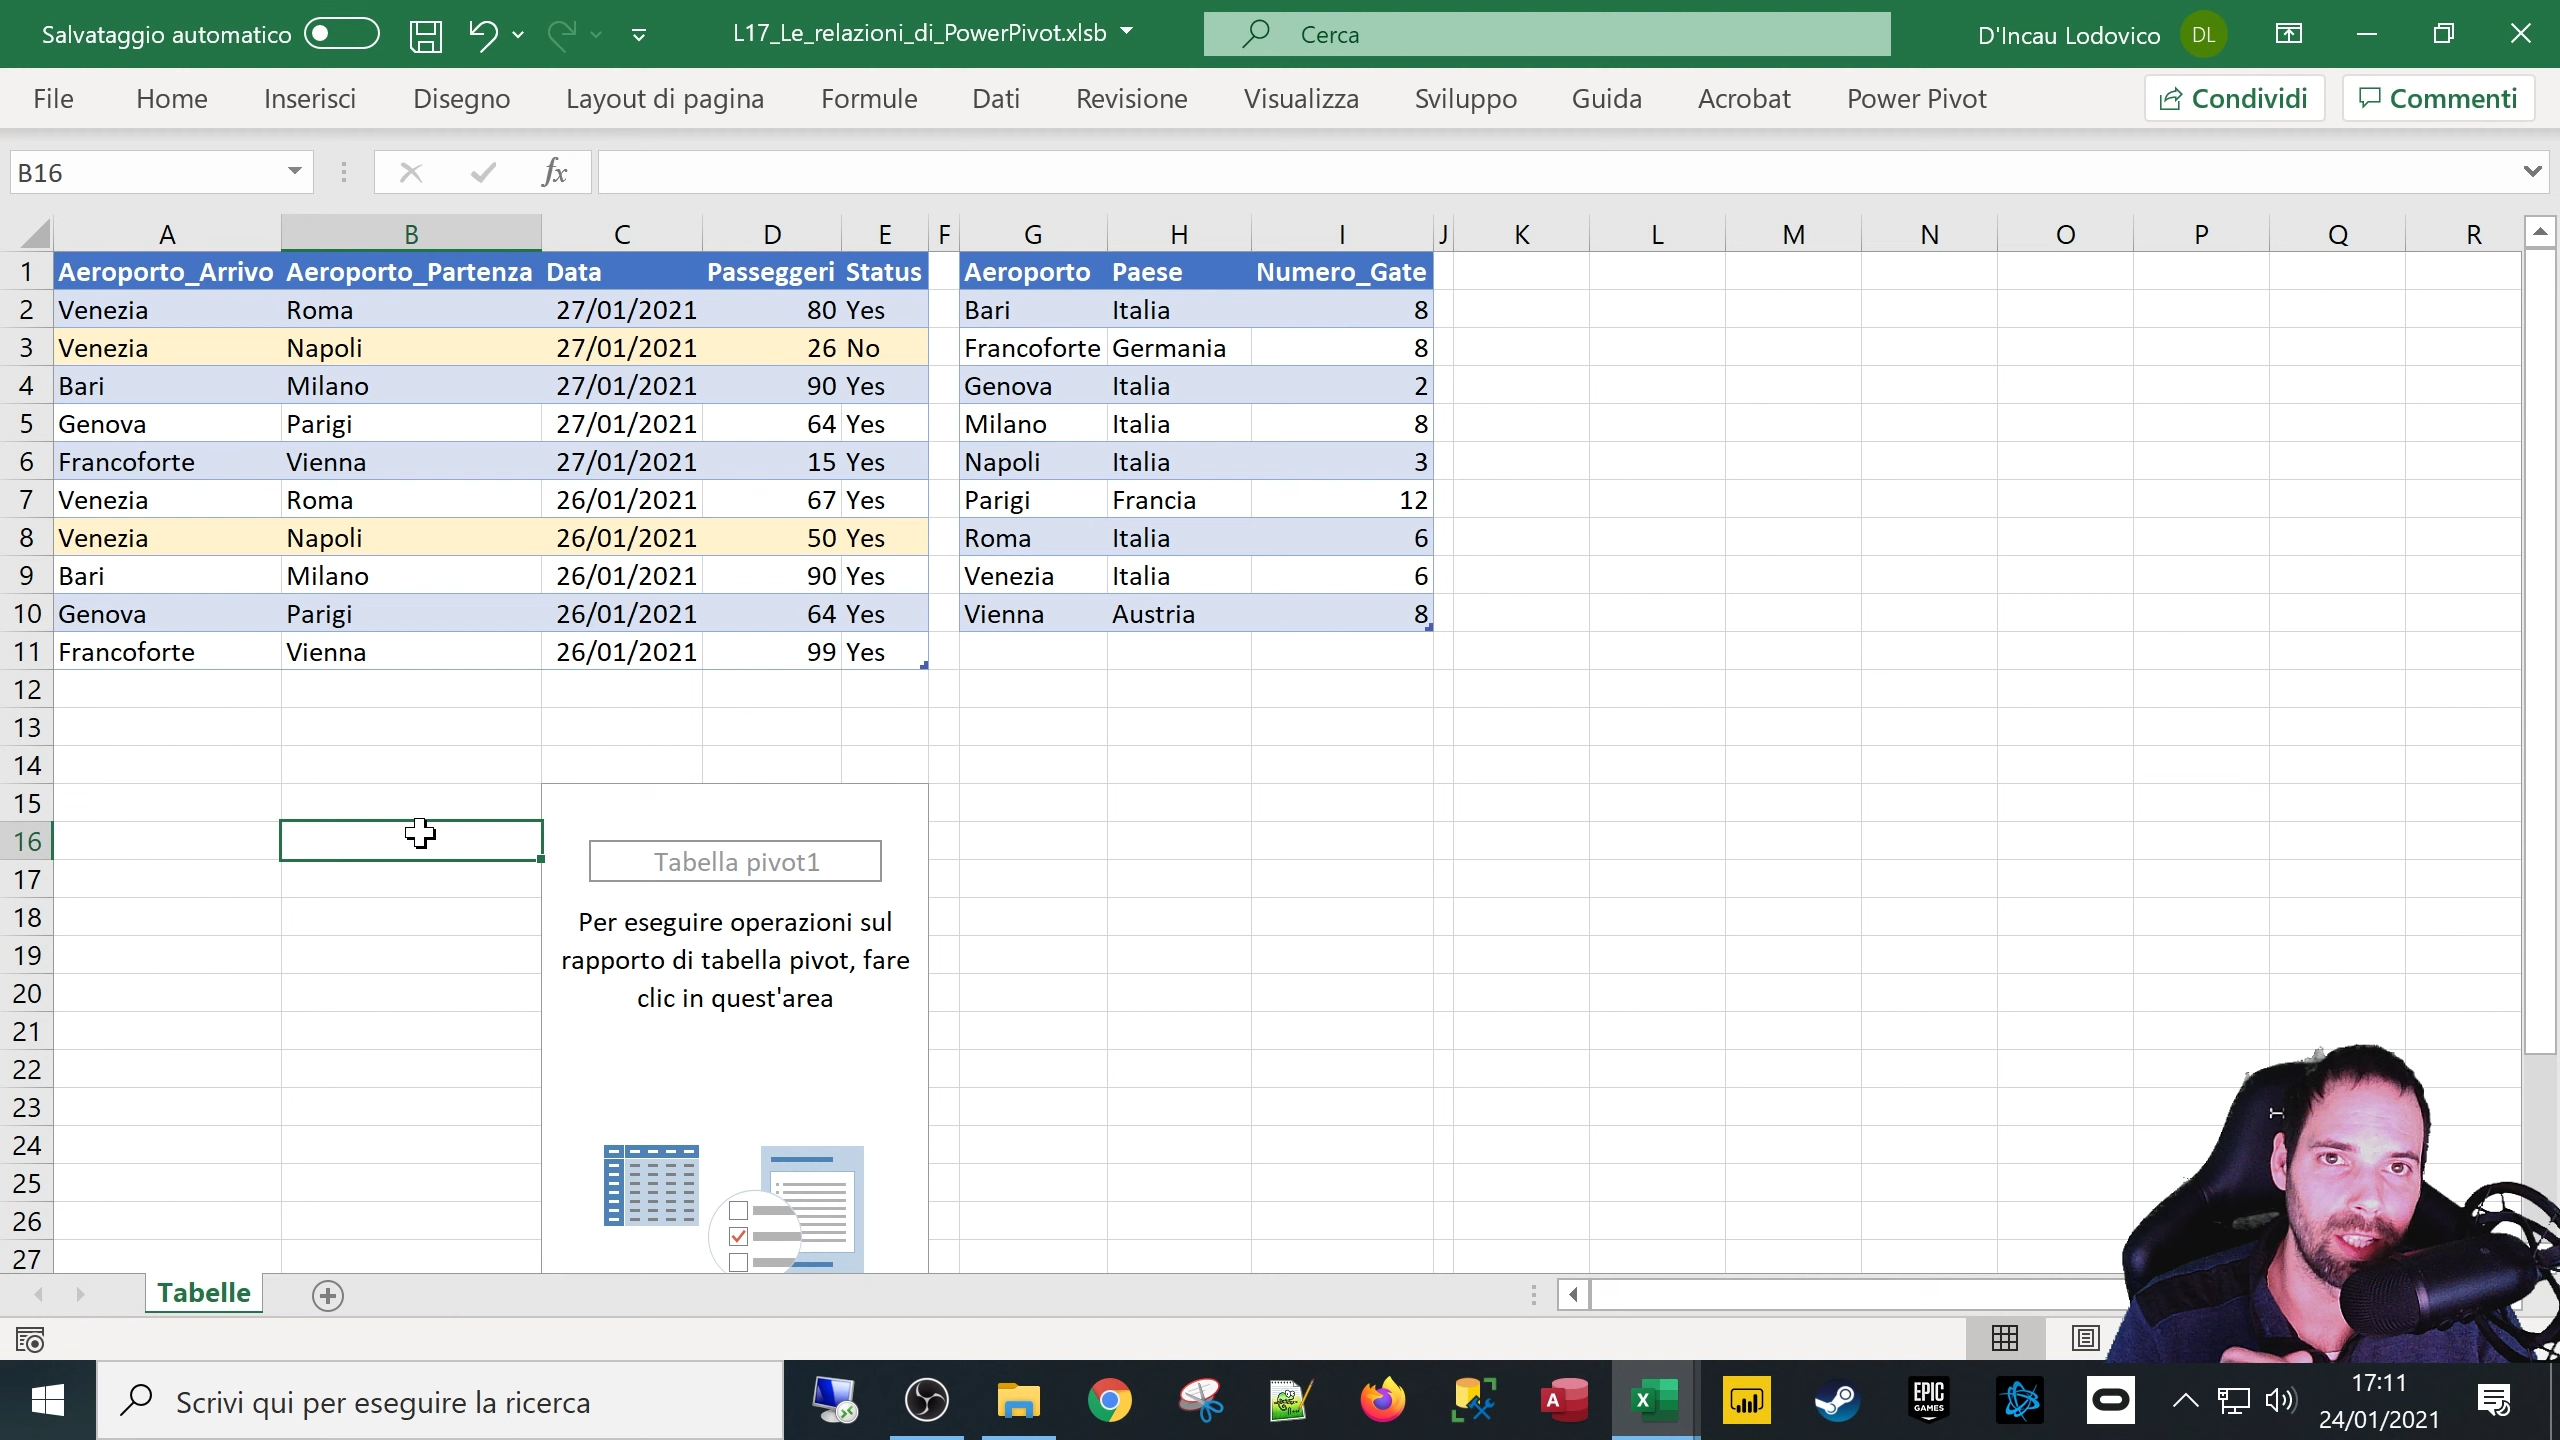 Salvataggio automatico
L17_Le_relazioni_di_PowerPivot.xlsb
Cerca
D'Incau Lodovico
DL
File Home Inserisci Disegno Layout di pagina Formule Dati Revisione Visualizza Sviluppo Guida Acrobat Power Pivot Condividi Commenti
B16
fx
A B C D E F G H I J K L M N O P Q R
1 Aeroporto_Arrivo Aeroporto_Partenza Data Passeggeri Status Aeroporto Paese Numero_Gate
2 Venezia Roma 27/01/2021 80 Yes Bari Italia 8
3 Venezia Napoli 27/01/2021 26 No Francoforte Germania 8
4 Bari Milano 27/01/2021 90 Yes Genova Italia 2
5 Genova Parigi 27/01/2021 64 Yes Milano Italia 8
6 Francoforte Vienna 27/01/2021 15 Yes Napoli Italia 3
7 Venezia Roma 26/01/2021 67 Yes Parigi Francia 12
8 Venezia Napoli 26/01/2021 50 Yes Roma Italia 6
9 Bari Milano 26/01/2021 90 Yes Venezia Italia 6
10 Genova Parigi 26/01/2021 64 Yes Vienna Austria 8
11 Francoforte Vienna 26/01/2021 99 Yes
12
13
14
15
16
Tabella pivot1
17
18 Per eseguire operazioni sul
19 rapporto di tabella pivot, fare
20 clic in quest'area
21
22
23
24
25
26
27
Tabelle
Scrivi qui per eseguire la ricerca
A
X
EPIC
GAMES
17:11
24/01/2021